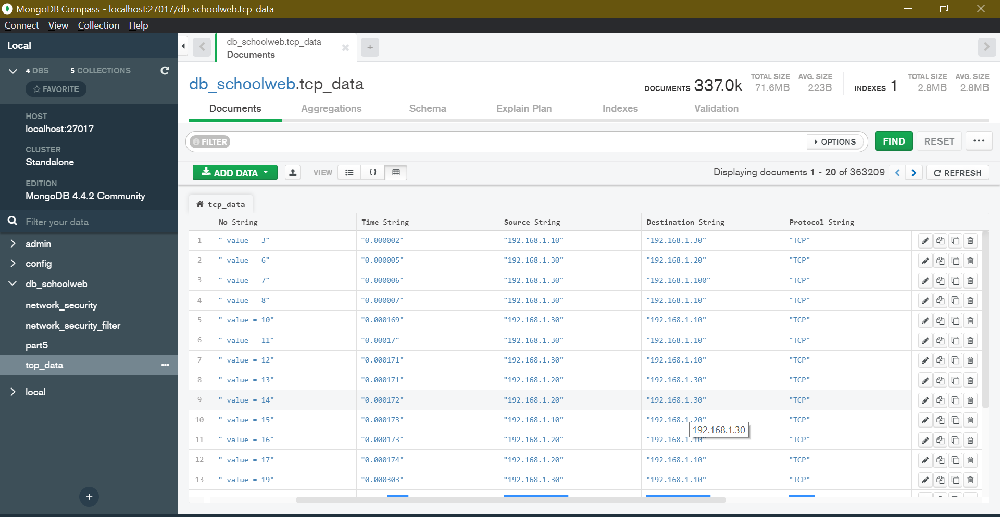 MongoDB Compass - localhost:27017/db_schoolweb.tcp_data
Connect View Collection Help
Local
4 DBS 5 COLLECTIONS
FAVORITE
HOST
localhost:27017
CLUSTER
Standalone
EDITION
MongoDB 4.4.2 Community
Filter your data
admin
config
db_schoolweb
network_security
network_security_filter
part5
tcp_data
local
db_schoolweb.tcp_data
Documents
db_schoolweb.tcp_data
DOCUMENTS 337.0k TOTAL SIZE 71.6MB AVG. SIZE 223B INDEXES 1 TOTAL SIZE 2.8MB AVG. SIZE 2.8MB
Documents Aggregations Schema Explain Plan Indexes Validation
FILTER OPTIONS FIND RESET
ADD DATA VIEW {} Displaying documents 1 - 20 of 363209 REFRESH
tcp_data
No String Time String Source String Destination String Protocol String
1 " value = 3" "0.000002" "192.168.1.10" "192.168.1.30" "TCP"
2 " value = 6" "0.000005" "192.168.1.30" "192.168.1.20" "TCP"
3 " value = 7" "0.000006" "192.168.1.30" "192.168.1.100" "TCP"
4 " value = 8" "0.000007" "192.168.1.30" "192.168.1.10" "TCP"
5 " value = 10" "0.000169" "192.168.1.30" "192.168.1.10" "TCP"
6 " value = 11" "0.00017" "192.168.1.30" "192.168.1.10" "TCP"
7 " value = 12" "0.000171" "192.168.1.30" "192.168.1.10" "TCP"
8 " value = 13" "0.000171" "192.168.1.20" "192.168.1.30" "TCP"
9 " value = 14" "0.000172" "192.168.1.20" "192.168.1.30" "TCP"
10 " value = 15" "0.000173" "192.168.1.10" "192.168.1.20" "TCP"
192.168.1.30
11 " value = 16" "0.000173" "192.168.1.20" "192.168.1.10" "TCP"
12 " value = 17" "0.000174" "192.168.1.20" "192.168.1.10" "TCP"
13 " value = 19" "0.000303" "192.168.1.30" "192.168.1.10" "TCP"